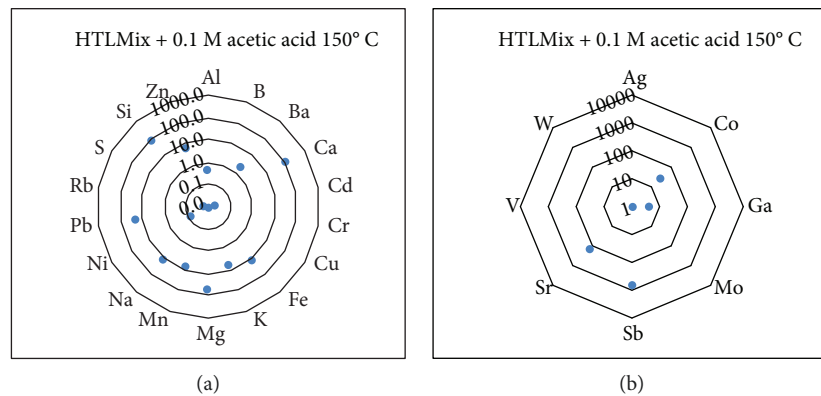 HTLMix + 0.1 M acetic acid 150° C
Al
B
Ba
Ca
Cd
Cr
Cu
Fe
K
Mg
Mn
Na
Ni
Pb
Rb
S
Si
Zn
1000.0
100.0
10.0
1.0
0.1
0.0
(a)
HTLMix + 0.1 M acetic acid 150° C
Ag
Co
Ga
Mo
Sb
Sr
V
W
10000
1000
100
10
1
(b)